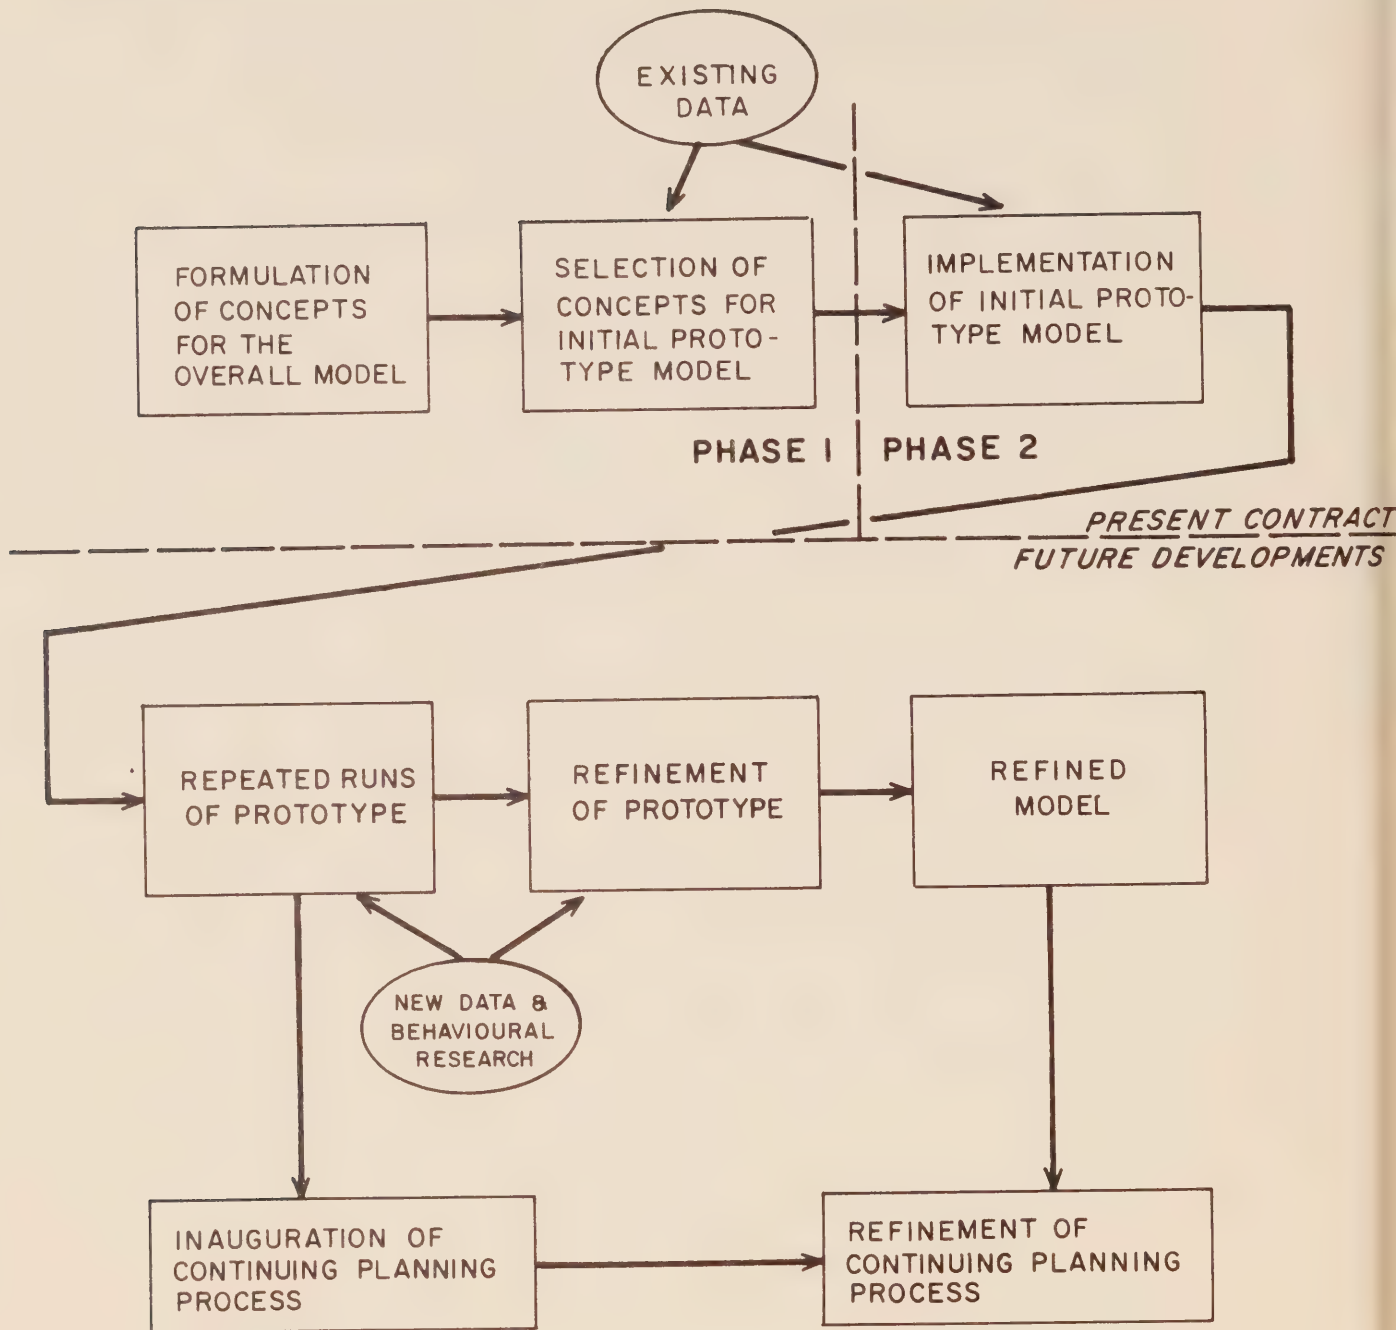 EXISTING
DATA
FORMULATION
OF CONCEPTS
FOR THE
OVERALL MODEL
SELECTION OF
CONCEPTS FOR
INITIAL PROTO-
TYPE MODEL
IMPLEMENTATION
OF INITIAL PROTO-
TYPE MODEL
PHASE 1
PHASE 2
PRESENT CONTRACT
FUTURE DEVELOPMENTS
REPEATED RUNS
OF PROTOTYPE
REFINEMENT
OF PROTOTYPE
REFINED
MODEL
NEW DATA &
BEHAVIOURAL
RESEARCH
INAUGURATION OF
CONTINUING PLANNING
PROCESS
REFINEMENT OF
CONTINUING PLANNING
PROCESS